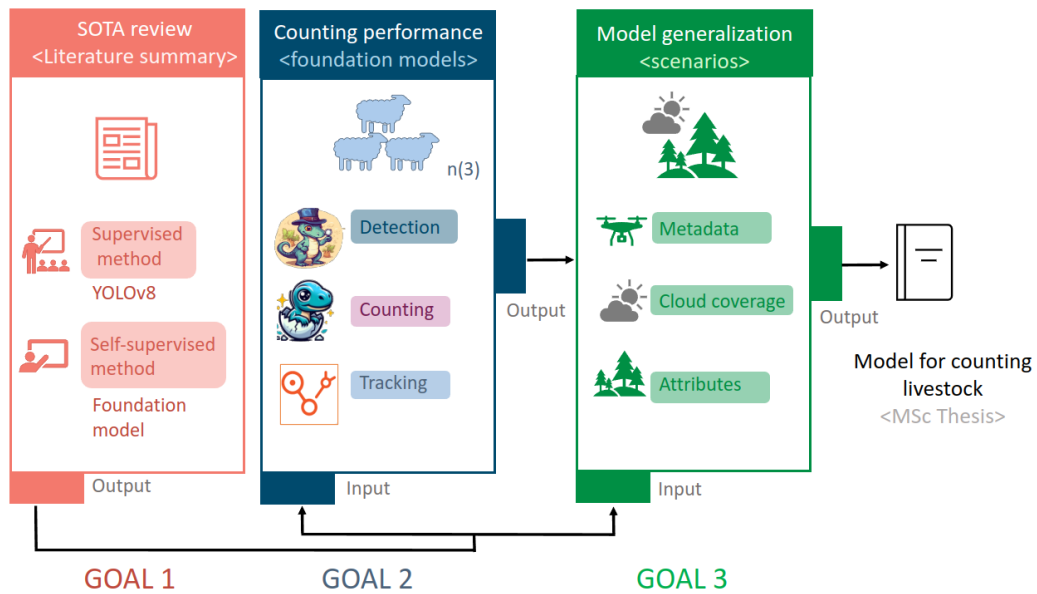 SOTA review
<Literature summary>
Supervised
method
YOLOv8
Self-supervised
method
Foundation
model
Output
Counting performance
<foundation models>
n(3)
Detection
Counting
Tracking
Input
Output
Model generalization
<scenarios>
Metadata
Cloud coverage
Attributes
Input
Output
Model for counting
livestock
<MSc Thesis>
GOAL 1
GOAL 2
GOAL 3